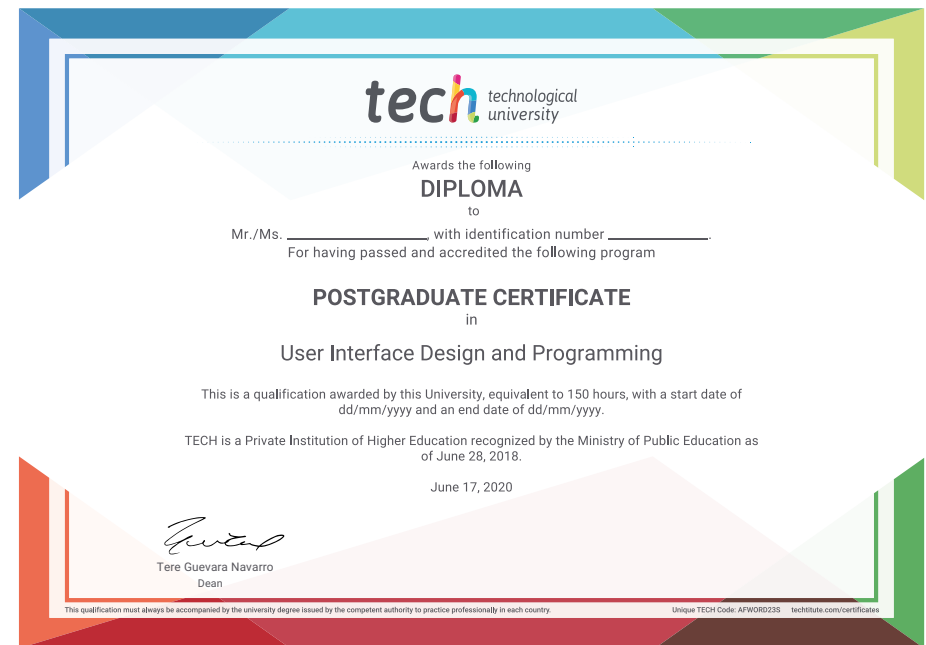 tech technological
university
Awards the following
DIPLOMA
to
Mr./Ms. ____________________, with identification number ______________.
For having passed and accredited the following program
POSTGRADUATE CERTIFICATE
in
User Interface Design and Programming
This is a qualification awarded by this University, equivalent to 150 hours, with a start date of
dd/mm/yyyy and an end date of dd/mm/yyyy.
TECH is a Private Institution of Higher Education recognized by the Ministry of Public Education as
of June 28, 2018.
June 17, 2020
Tere Guevara Navarro
Dean
This qualification must always be accompanied by the university degree issued by the competent authority to practice professionally in each country.
Unique TECH Code: AFWORD23S techtitute.com/certificates